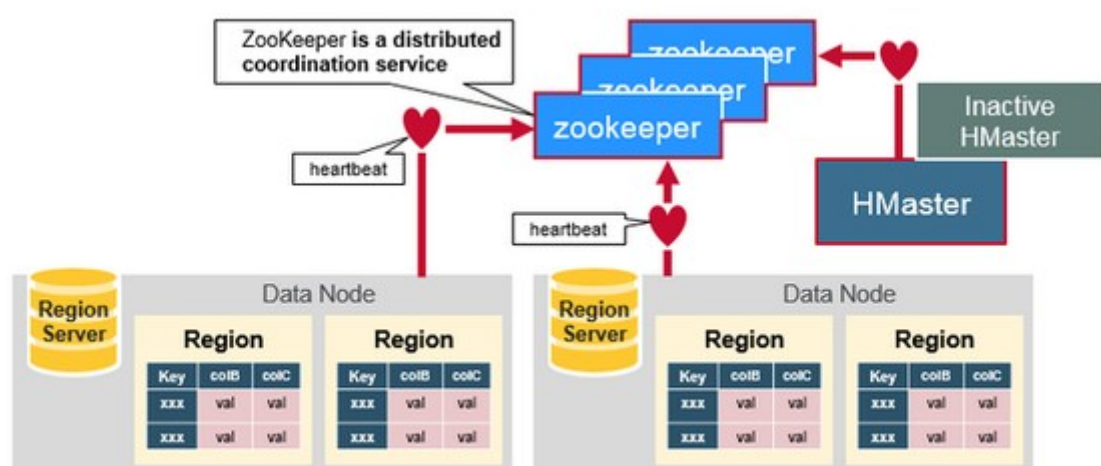 ZooKeeper is a distributed
coordination service
zookeeper
zookeeper
zookeeper
Inactive
HMaster
HMaster
heartbeat
heartbeat
Region
Server
Data Node
Region
Key colB colC
xxx val val
xxx val val
Region
Key colB colC
xxx val val
xxx val val
Region
Server
Data Node
Region
Key colB colC
xxx val val
xxx val val
Region
Key colB colC
xxx val val
xxx val val